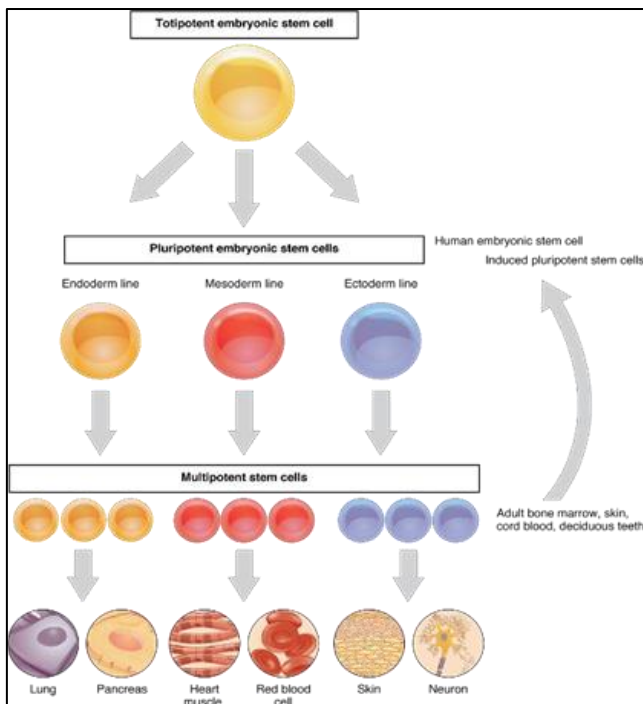 Totipotent embryonic stem cell
Pluripotent embryonic stem cells
Human embryonic stem cell
Induced pluripotent stem cells
Endoderm line
Mesoderm line
Ectoderm line
Multipotent stem cells
Adult bone marrow, skin,
cord blood, deciduous teeth
Lung
Pancreas
Heart
muscle
Red blood
cell
Skin
Neuron